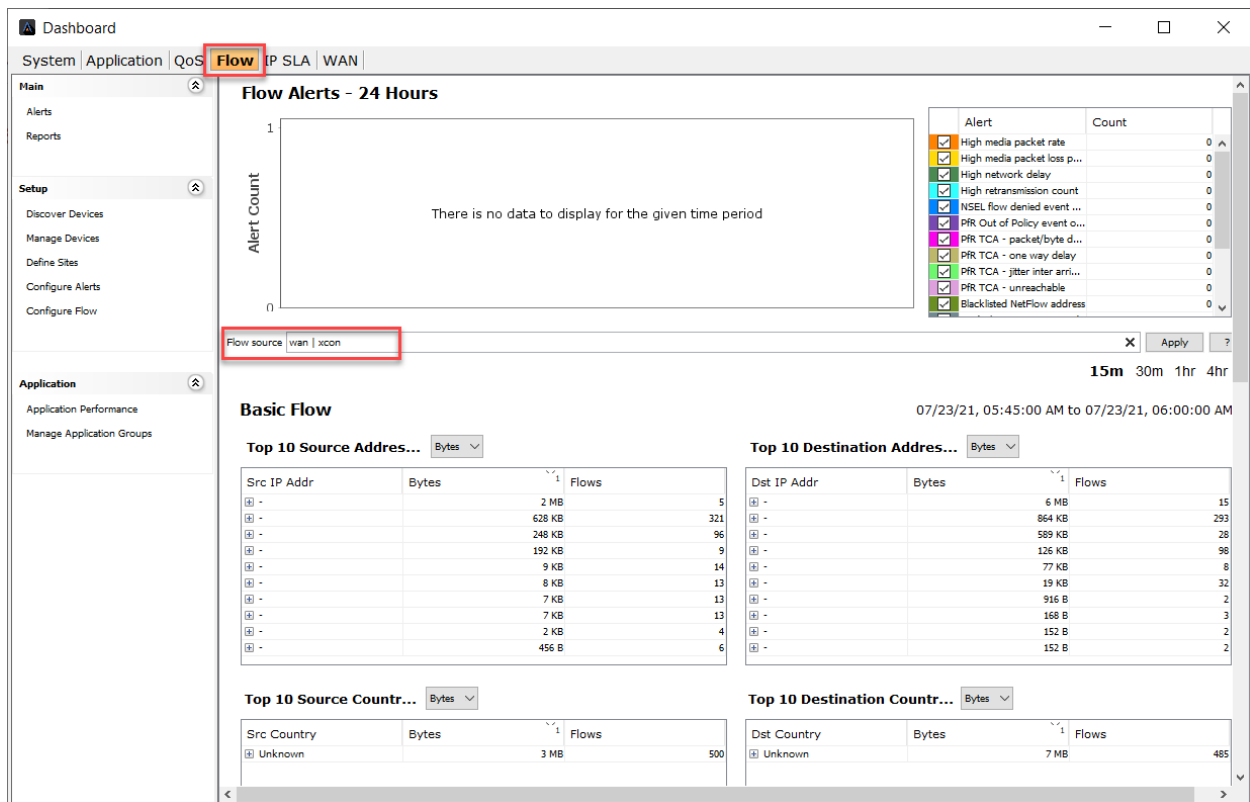 Dashboard
System Application QoS Flow IP SLA WAN
Main
Alerts
Reports
Setup
Discover Devices
Manage Devices
Define Sites
Configure Alerts
Configure Flow
Application
Application Performance
Manage Application Groups
Flow Alerts - 24 Hours
1
Alert Count
There is no data to display for the given time period
0
Alert Count
High media packet rate 0
High media packet loss p... 0
High network delay 0
High retransmission count 0
NSEL flow denied event ... 0
PfR Out of Policy event o... 0
PfR TCA - packet/byte d... 0
PfR TCA - one way delay 0
PfR TCA - jitter inter arri... 0
PfR TCA - unreachable 0
Blacklisted NetFlow address 0
Flow source wan | xcon Apply ?
15m 30m 1hr 4hr
Basic Flow
07/23/21, 05:45:00 AM to 07/23/21, 06:00:00 AM
Top 10 Source Addres... Bytes
Src IP Addr Bytes 1 Flows
- 2 MB 5
- 628 KB 321
- 248 KB 96
- 192 KB 9
- 9 KB 14
- 8 KB 13
- 7 KB 13
- 7 KB 13
- 2 KB 4
- 456 B 6
Top 10 Destination Addres... Bytes
Dst IP Addr Bytes 1 Flows
- 6 MB 15
- 864 KB 293
- 589 KB 28
- 126 KB 98
- 77 KB 8
- 19 KB 32
- 916 B 2
- 168 B 3
- 152 B 2
- 152 B 2
Top 10 Source Countr... Bytes
Src Country Bytes 1 Flows
Unknown 3 MB 500
Top 10 Destination Countr... Bytes
Dst Country Bytes 1 Flows
Unknown 7 MB 485